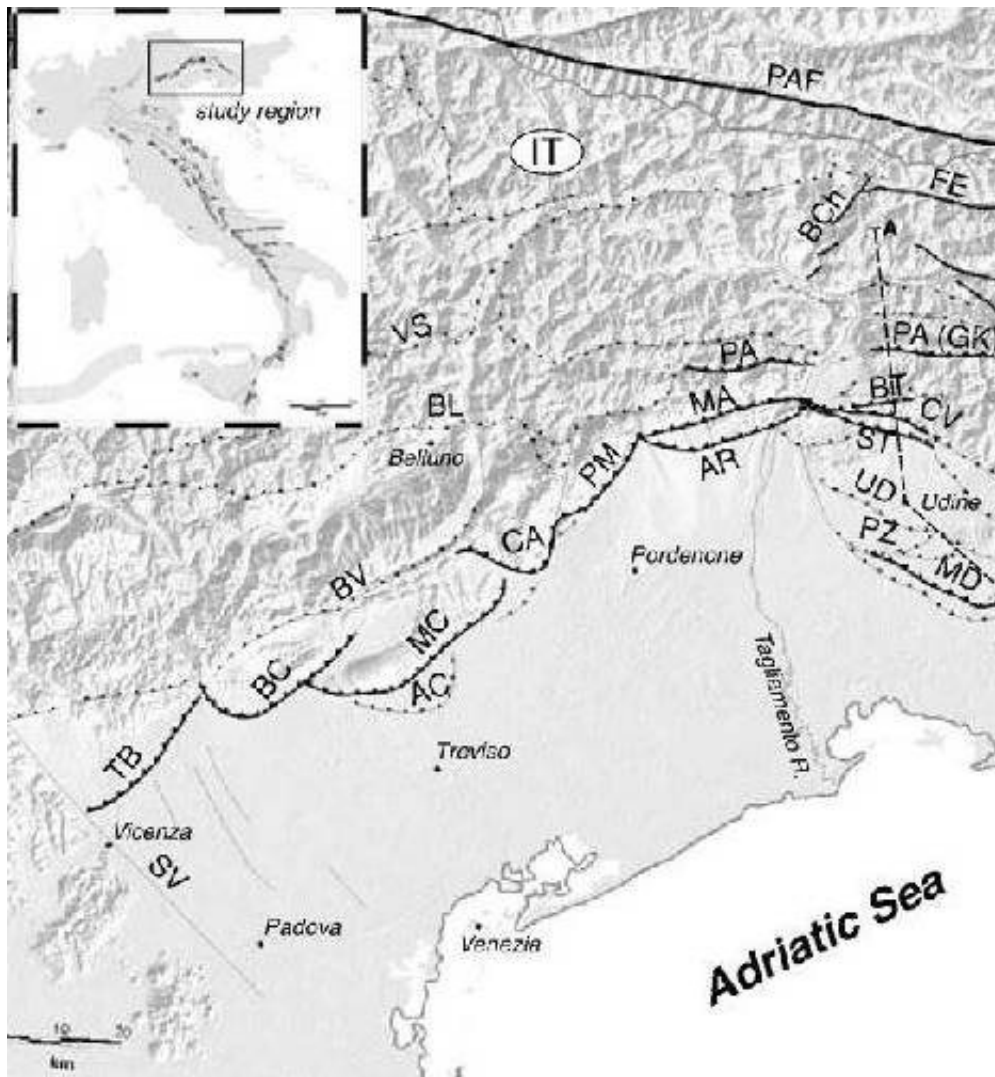 study region
PAF
IT
FE
BCh
A
VS
PA
PA (GK)
BL
MA
BIT
CV
ST
Belluno
PM
AR
UD
Udine
CA
Pordenone
PZ
MD
BV
MC
BC
AC
Tagliamento R.
TB
Treviso
Vicenza
SV
Padova
Venezia
Adriatic Sea
10 20
km